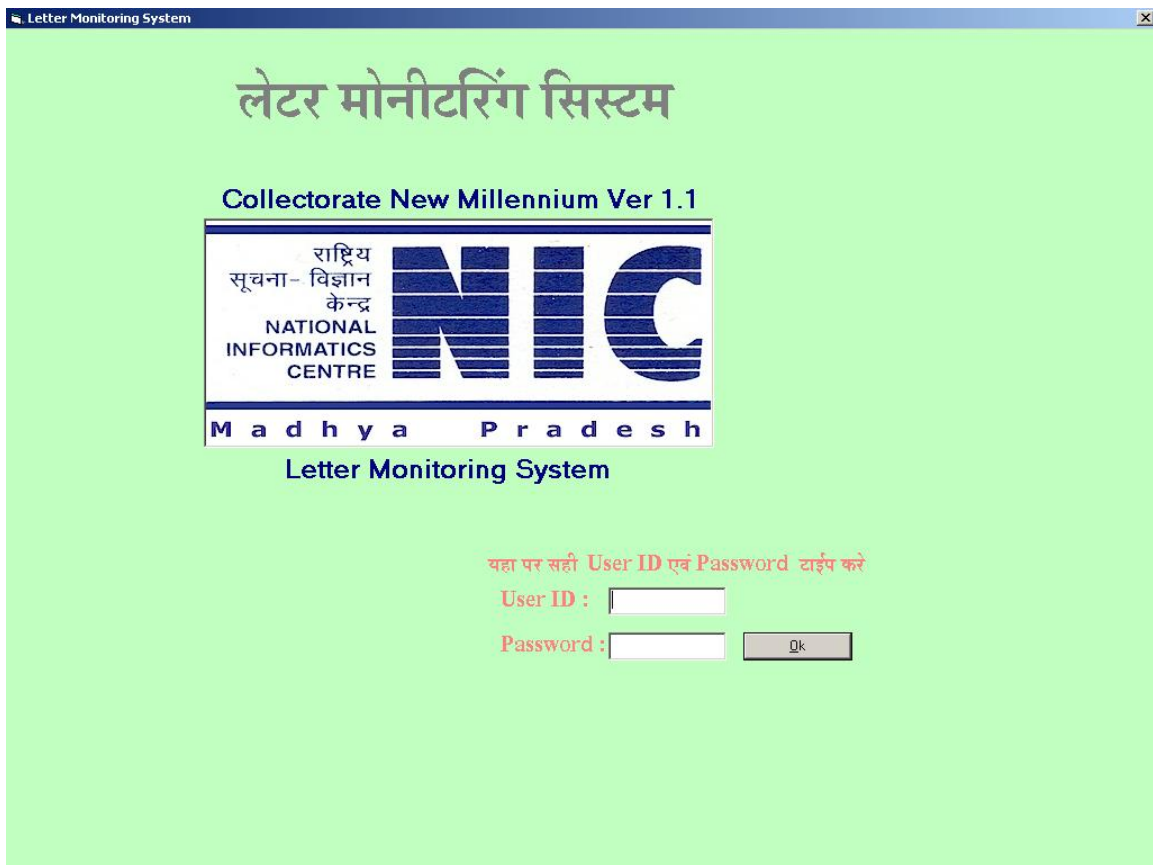 Letter Monitoring System
लेटर मोनीटरिंग सिस्टम
Collectorate New Millennium Ver 1.1
राष्ट्रिय
सूचना- विज्ञान
केन्द्र
NATIONAL
INFORMATICS
CENTRE
NIC
Madhya Pradesh
Letter Monitoring System
यहा पर सही User ID एवं Password टाईप करे
User ID :
Password :
Ok